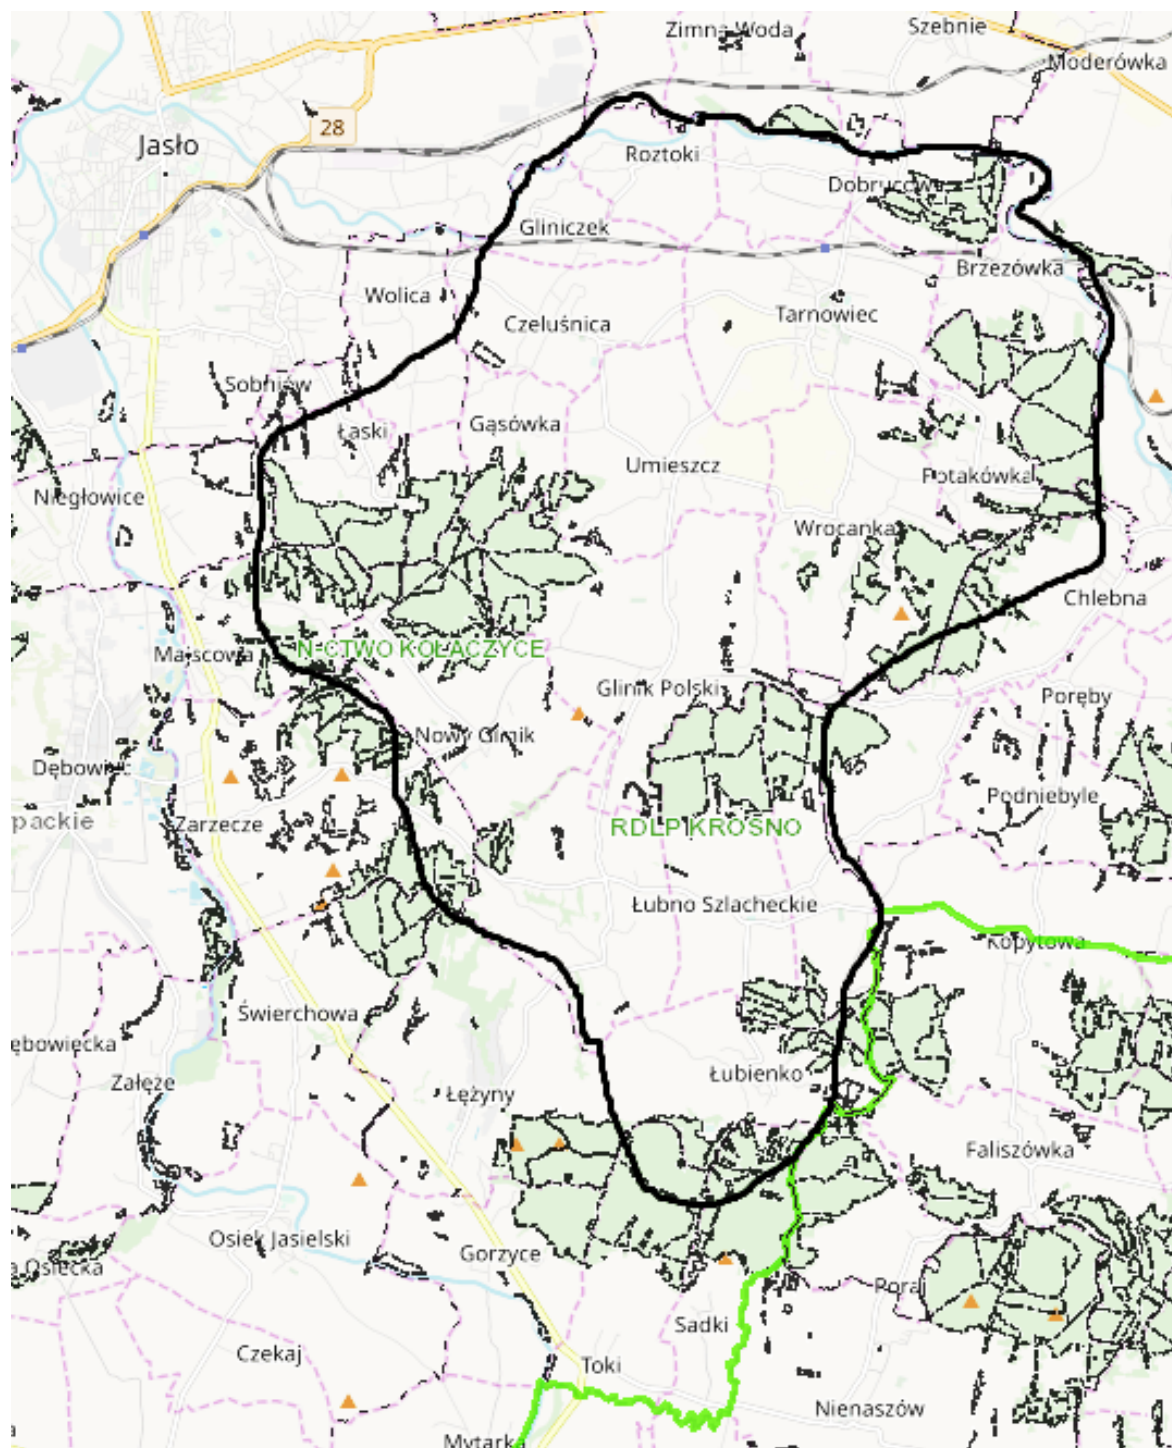 Zimna Woda
Szebnie
Moderówka
28
Jasło
Roztoki
Dobrucowa
Gliniczek
Brzezówka
Wolica
Tarnowiec
Czeluśnica
Sobniów
Łaski
Gąsówka
Umieszcz
Potakówka
Niegłowice
Wrocanka
Chlebna
Majscowa
N-CTWO KOŁACZYCE
Glinik Polski
Poręby
Nowy Glinik
Dębowiec
Podniebyle
packie
Zarzecze
RDLP KROSNO
Łubno Szlacheckie
Kopytowa
Świerchowa
ębowiecka
Załęże
Łubienko
Łężyny
Faliszówka
Osiek Jasielski
Gorzyce
a Osiecka
Pora
Sadki
Czekaj
Toki
Nienaszów
Mytarka